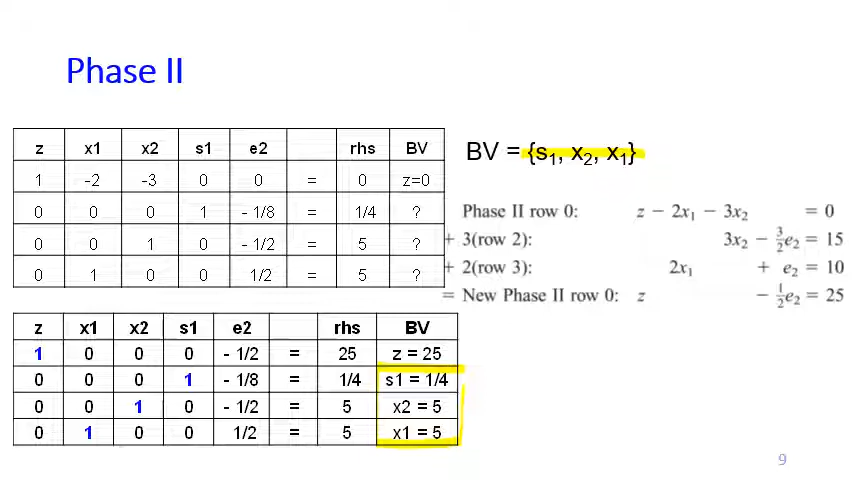 Phase II
z x1 x2 s1 e2 rhs BV
1 -2 -3 0 0 = 0 z=0
0 0 0 1 - 1/8 = 1/4 ?
0 0 1 0 - 1/2 = 5 ?
0 1 0 0 1/2 = 5 ?
BV = {s₁, x₂, x₁}
Phase II row 0: z − 2x₁ − 3x₂ = 0
+ 3(row 2): 3x₂ − 3/2 e₂ = 15
+ 2(row 3): 2x₁ + e₂ = 10
= New Phase II row 0: z − 1/2 e₂ = 25
z x1 x2 s1 e2 rhs BV
1 0 0 0 - 1/2 = 25 z = 25
0 0 0 1 - 1/8 = 1/4 s1 = 1/4
0 0 1 0 - 1/2 = 5 x2 = 5
0 1 0 0 1/2 = 5 x1 = 5
9